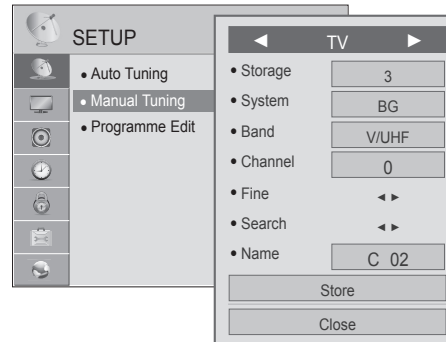 SETUP
• Auto Tuning
• Manual Tuning
• Programme Edit
◄ TV ►
• Storage 3
• System BG
• Band V/UHF
• Channel 0
• Fine ◄ ►
• Search ◄ ►
• Name C 02
Store
Close